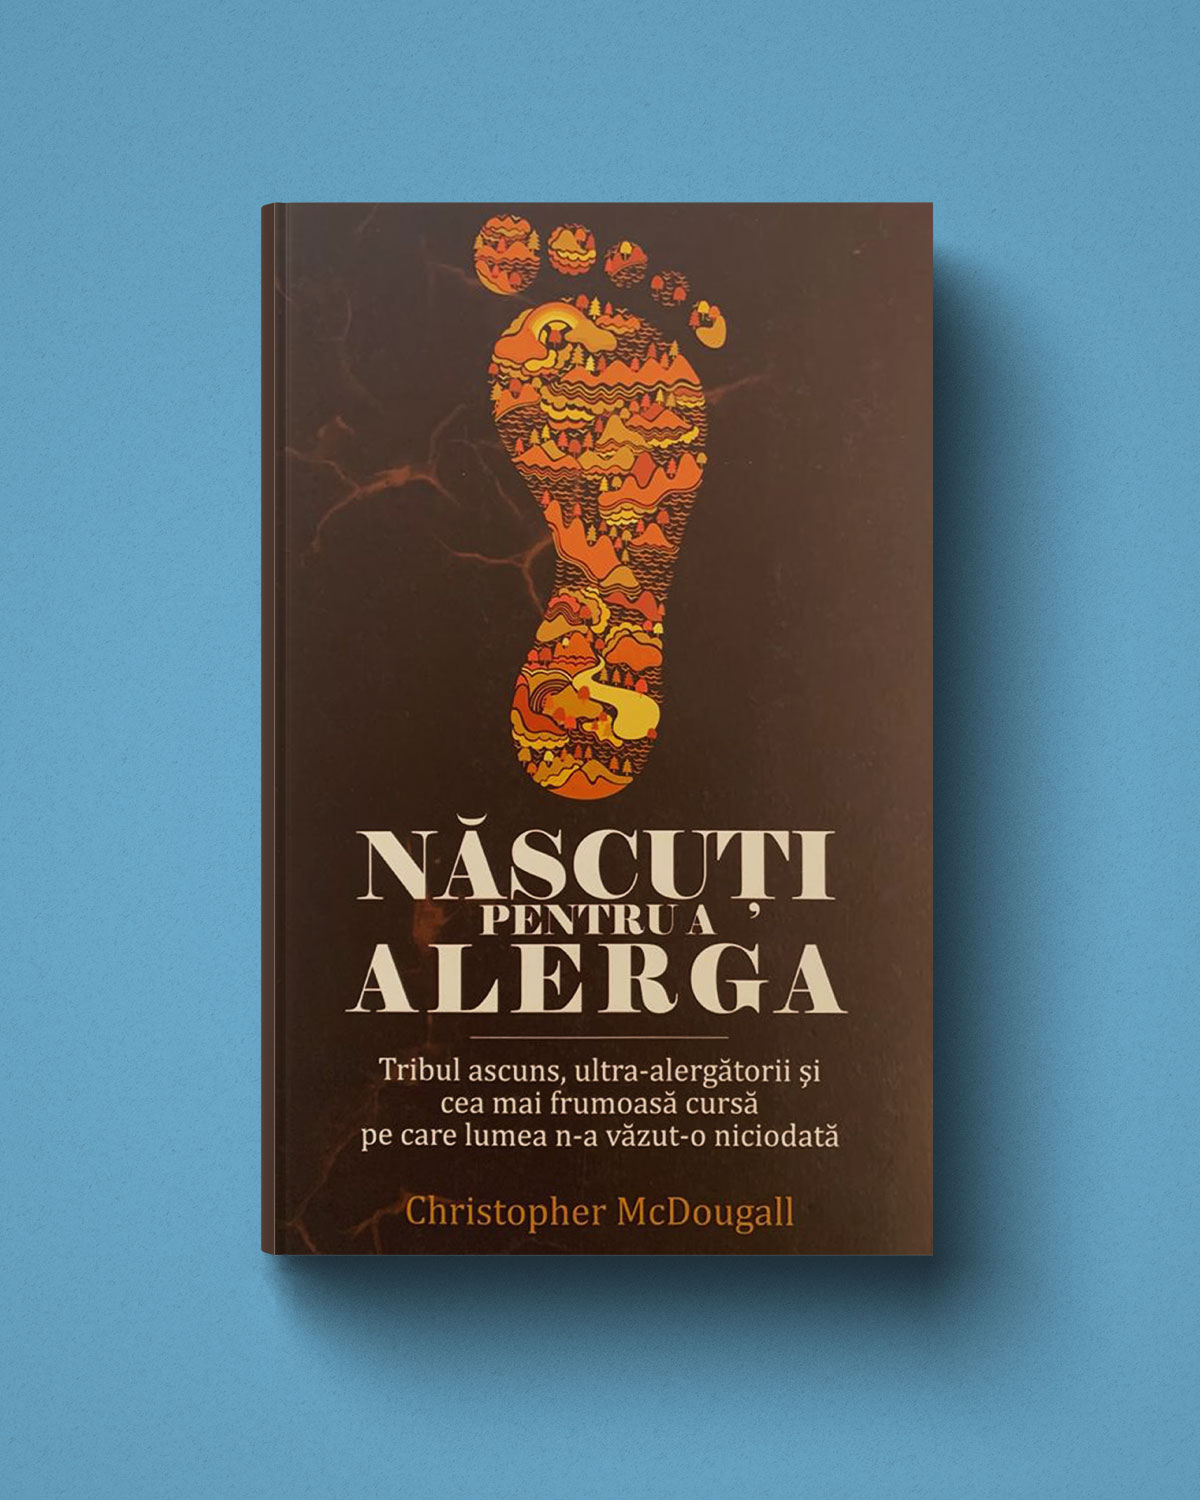 NĂSCUȚI
PENTRU A
ALERGA
Tribul ascuns, ultra-alergătorii și
cea mai frumoasă cursă
pe care lumea n-a văzut-o niciodată
Christopher McDougall